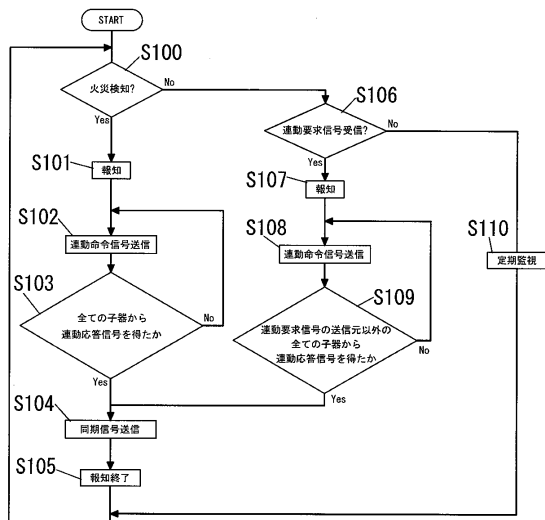 START
S100
火災検知?
No
Yes
S106
連動要求信号受信?
No
Yes
S101
報知
S107
報知
S102
連動命令信号送信
S108
連動命令信号送信
S110
定期監視
S103
全ての子器から
連動応答信号を得たか
No
Yes
S109
連動要求信号の送信元以外の
全ての子器から
連動応答信号を得たか
No
Yes
S104
同期信号送信
S105
報知終了